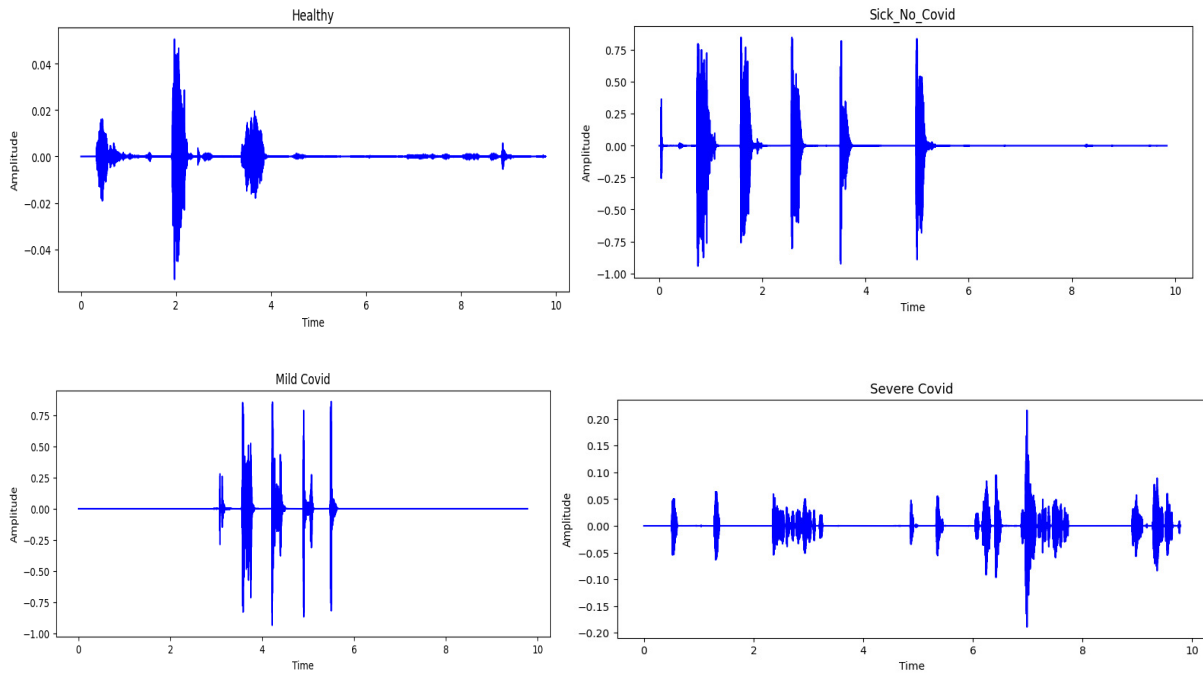 Healthy
Amplitude
0.04
0.02
0.00
−0.02
−0.04
0 2 4 6 8 10
Time
Sick_No_Covid
Amplitude
0.75
0.50
0.25
0.00
−0.25
−0.50
−0.75
−1.00
0 2 4 6 8 10
Time
Mild Covid
Amplitude
0.75
0.50
0.25
0.00
−0.25
−0.50
−0.75
−1.00
0 2 4 6 8 10
Time
Severe Covid
Amplitude
0.20
0.15
0.10
0.05
0.00
−0.05
−0.10
−0.15
−0.20
0 2 4 6 8 10
Time